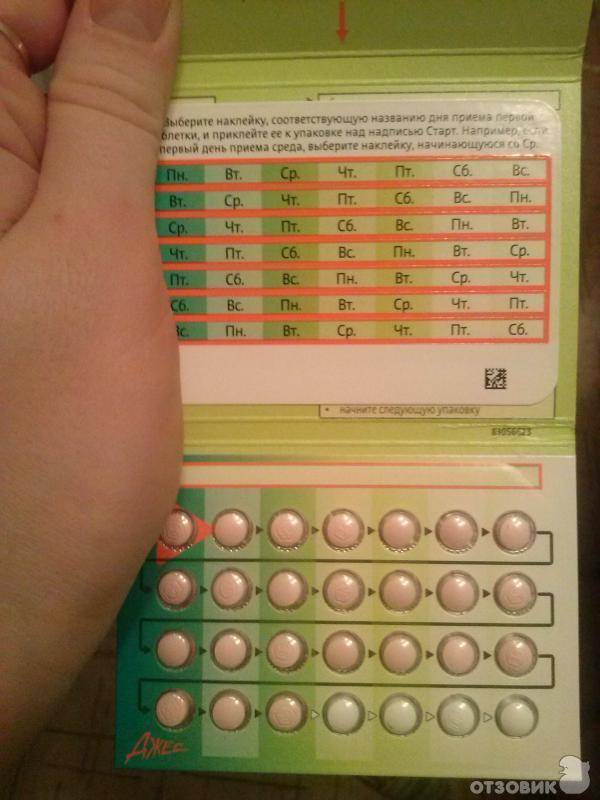 Выберите наклейку, соответствующую названию дня приема первой
таблетки, и приклейте ее к упаковке над надписью Старт. Например, если
первый день приема среда, выберите наклейку, начинающуюся со Ср.
Пн. Вт. Ср. Чт. Пт. Сб. Вс.
Вт. Ср. Чт. Пт. Сб. Вс. Пн.
Ср. Чт. Пт. Сб. Вс. Пн. Вт.
Чт. Пт. Сб. Вс. Пн. Вт. Ср.
Пт. Сб. Вс. Пн. Вт. Ср. Чт.
Сб. Вс. Пн. Вт. Ср. Чт. Пт.
Вс. Пн. Вт. Ср. Чт. Пт. Сб.
• начните следующую упаковку
83056523
Джес
ОТЗОВИК